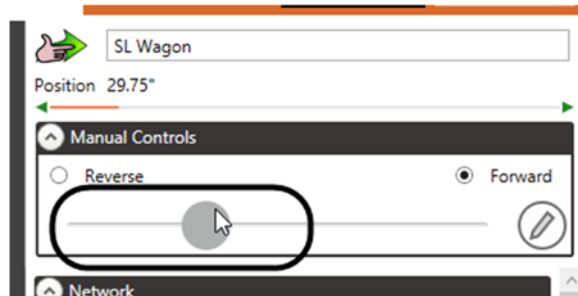 SL Wagon
Position 29.75"
Manual Controls
Reverse Forward
Network